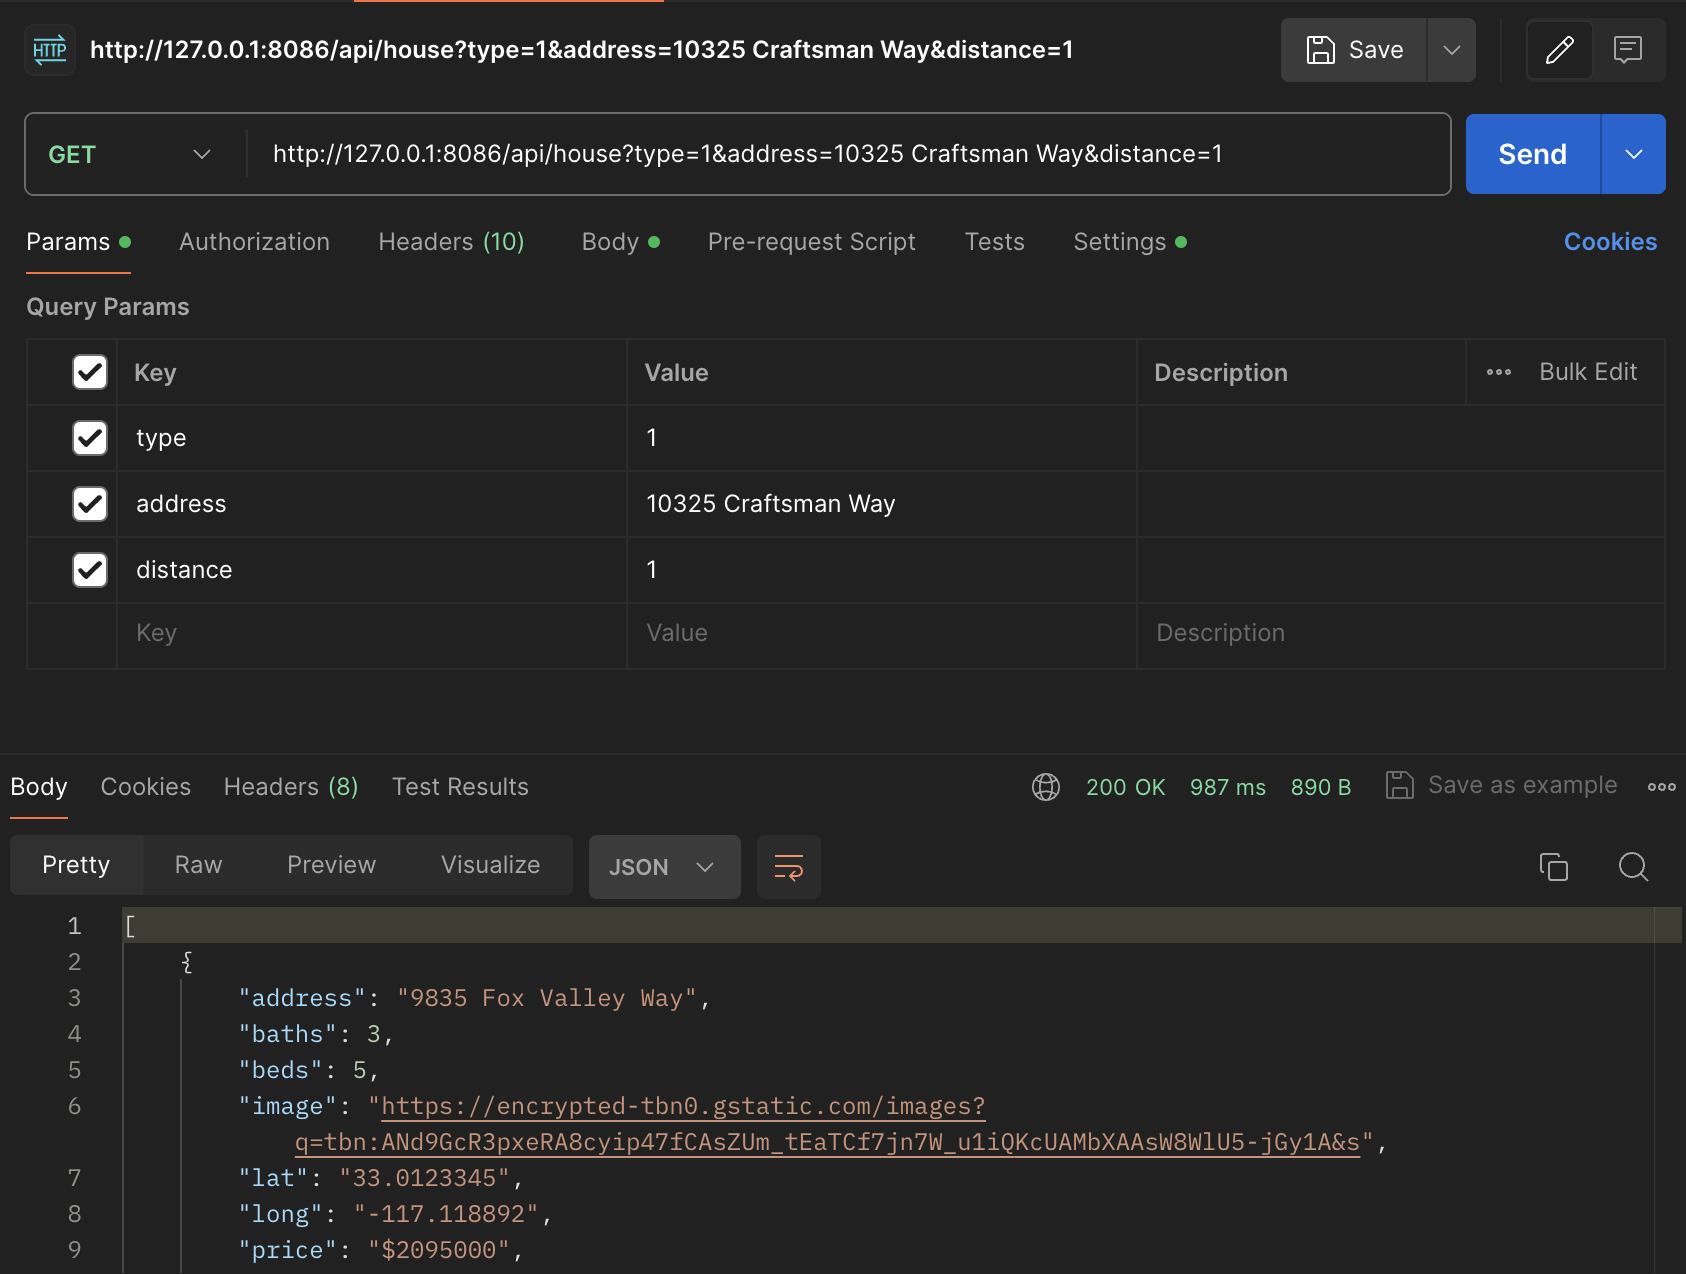 HTTP http://127.0.0.1:8086/api/house?type=1&address=10325 Craftsman Way&distance=1 Save
GET http://127.0.0.1:8086/api/house?type=1&address=10325 Craftsman Way&distance=1 Send
Params Authorization Headers (10) Body Pre-request Script Tests Settings Cookies
Query Params
Key Value Description Bulk Edit
type 1
address 10325 Craftsman Way
distance 1
Key Value Description
Body Cookies Headers (8) Test Results 200 OK 987 ms 890 B Save as example
Pretty Raw Preview Visualize JSON
1 [
2 {
3 "address": "9835 Fox Valley Way",
4 "baths": 3,
5 "beds": 5,
6 "image": "https://encrypted-tbn0.gstatic.com/images?
q=tbn:ANd9GcR3pxeRA8cyip47fCAsZUm_tEaTCf7jn7W_u1iQKcUAMbXAAsW8WlU5-jGy1A&s",
7 "lat": "33.0123345",
8 "long": "-117.118892",
9 "price": "$2095000",